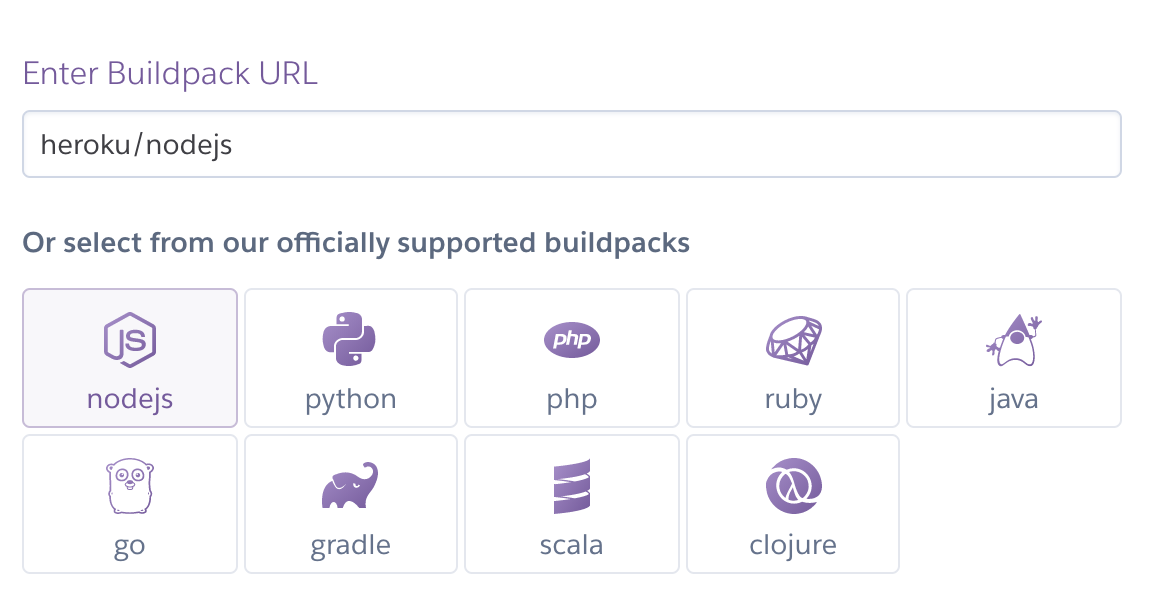 Enter Buildpack URL
heroku/nodejs
Or select from our officially supported buildpacks
JS
php
nodejs
python
php
ruby
java
go
gradle
scala
clojure